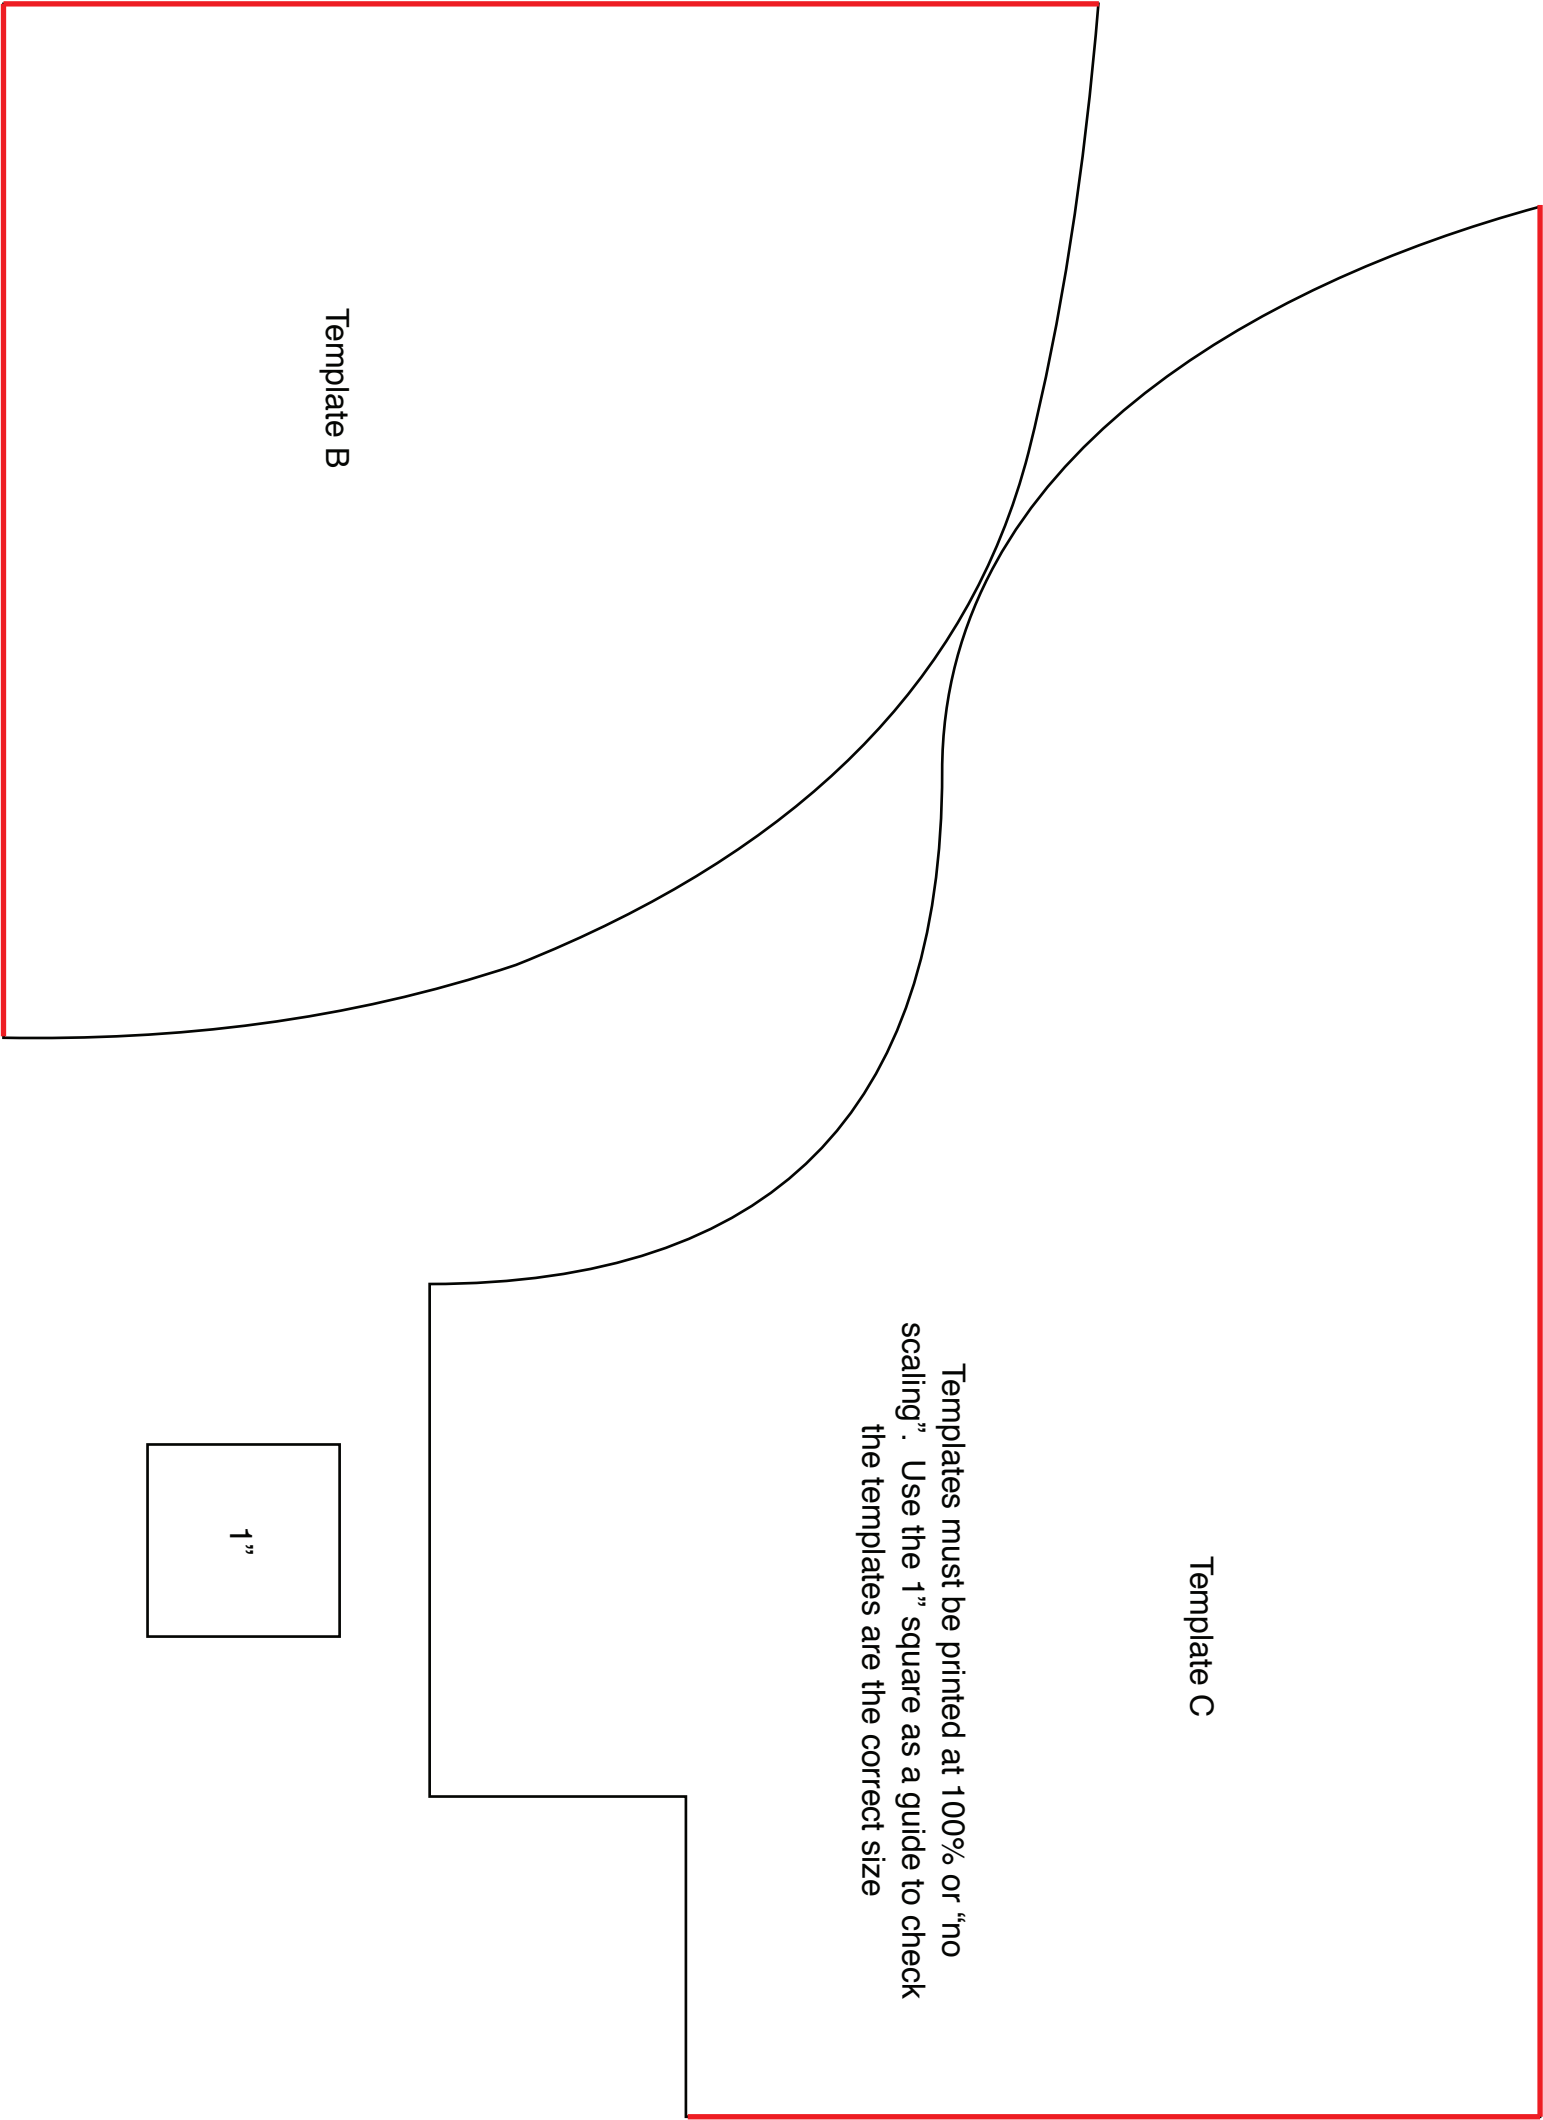 Template B
Template C
Templates must be printed at 100% or “no
scaling”.  Use the 1” square as a guide to check
the templates are the correct size
1”